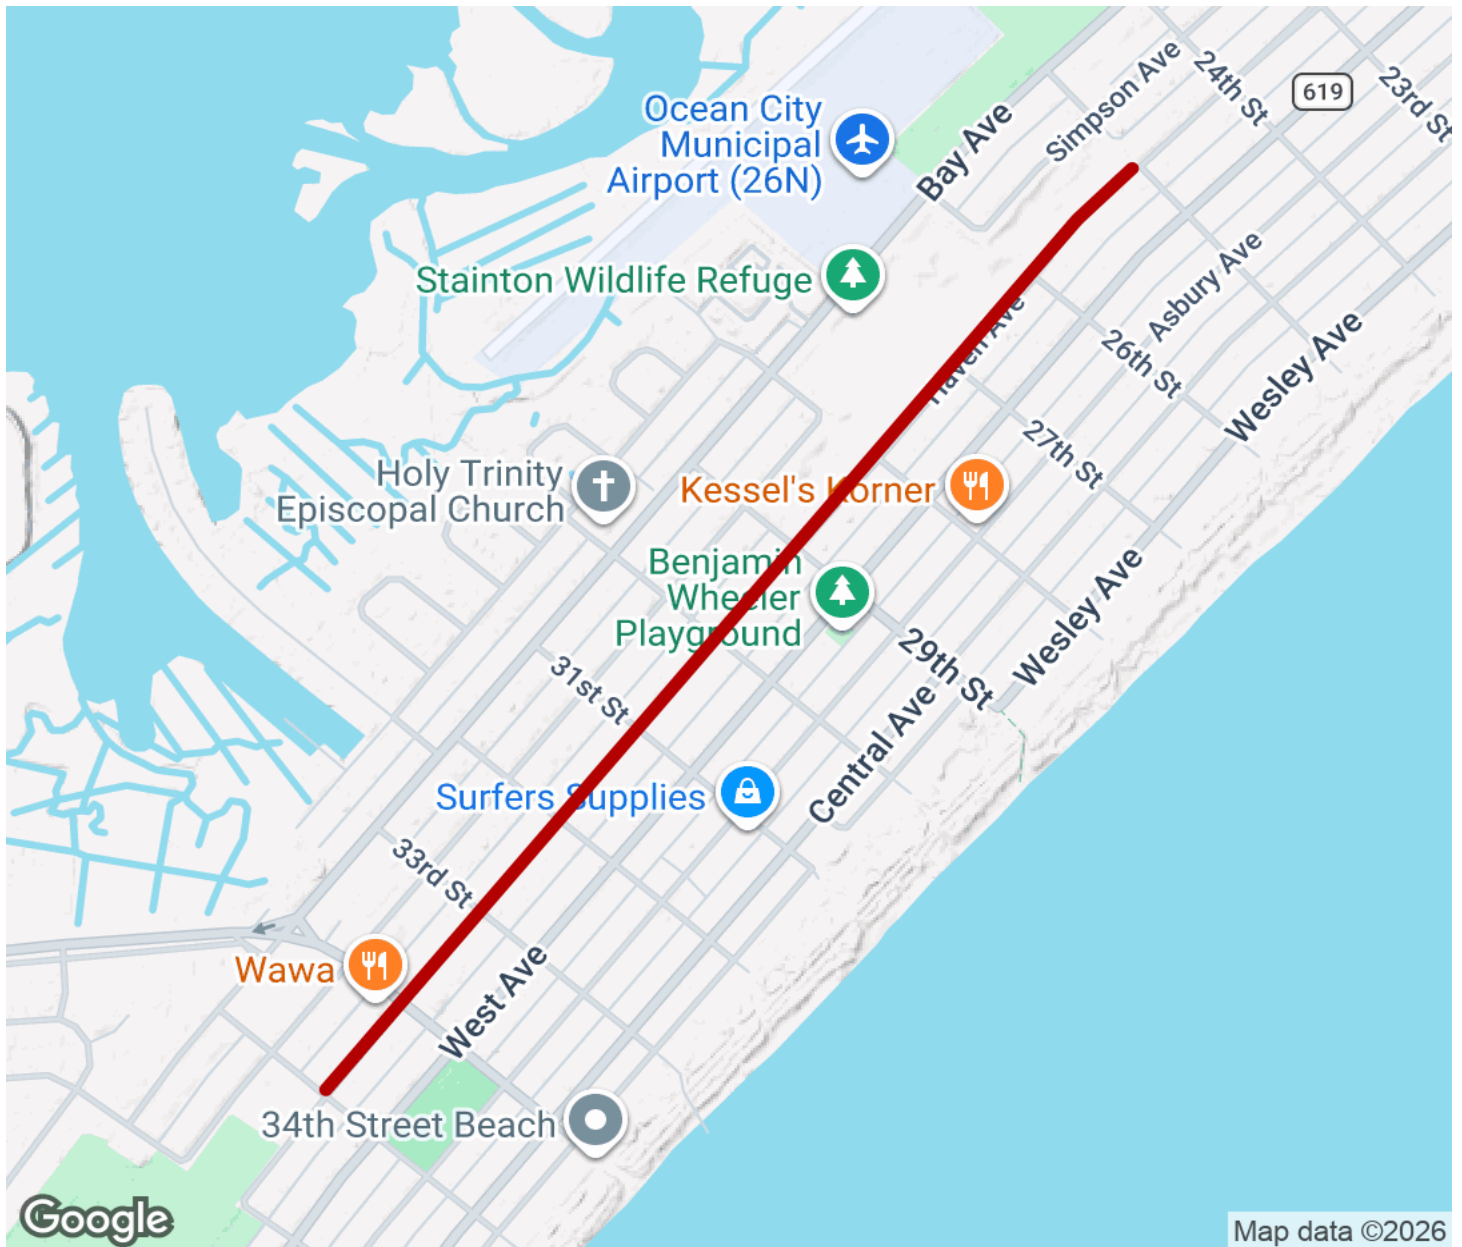 Simpson Ave
24th St
619
23rd St
Ocean City
Municipal
Airport (26N)
Bay Ave
Asbury Ave
Stainton Wildlife Refuge
Haven Ave
26th St
Wesley Ave
27th St
Holy Trinity
Episcopal Church
Kessel's Korner
Benjamin
Wheeler
Playground
Wesley Ave
29th St
31st St
Central Ave
Surfers Supplies
33rd St
Wawa
West Ave
34th Street Beach
Google
Map data ©2026